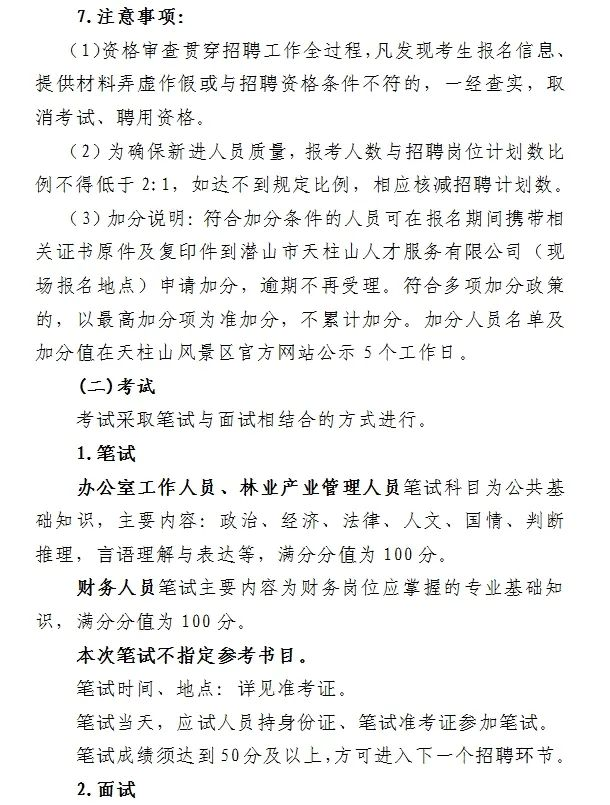 7.注意事项：
（1）资格审查贯穿招聘工作全过程，凡发现考生报名信息、
提供材料弄虚作假或与招聘资格条件不符的，一经查实，取
消考试、聘用资格。
（2）为确保新进人员质量，报考人数与招聘岗位计划数比
例不得低于 2:1，如达不到规定比例，相应核减招聘计划数。
（3）加分说明：符合加分条件的人员可在报名期间携带相
关证书原件及复印件到潜山市天柱山人才服务有限公司（现
场报名地点）申请加分，逾期不再受理。符合多项加分政策
的，以最高加分项为准加分，不累计加分。加分人员名单及
加分值在天柱山风景区官方网站公示 5 个工作日。
(二)考试
考试采取笔试与面试相结合的方式进行。
1.笔试
办公室工作人员、林业产业管理人员笔试科目为公共基
础知识，主要内容：政治、经济、法律、人文、国情、判断
推理，言语理解与表达等，满分分值为 100 分。
财务人员笔试主要内容为财务岗位应掌握的专业基础知
识，满分分值为 100 分。
本次笔试不指定参考书目。
笔试时间、地点：详见准考证。
笔试当天，应试人员持身份证、笔试准考证参加笔试。
笔试成绩须达到 50分及以上,方可进入下一个招聘环节。
2.面试